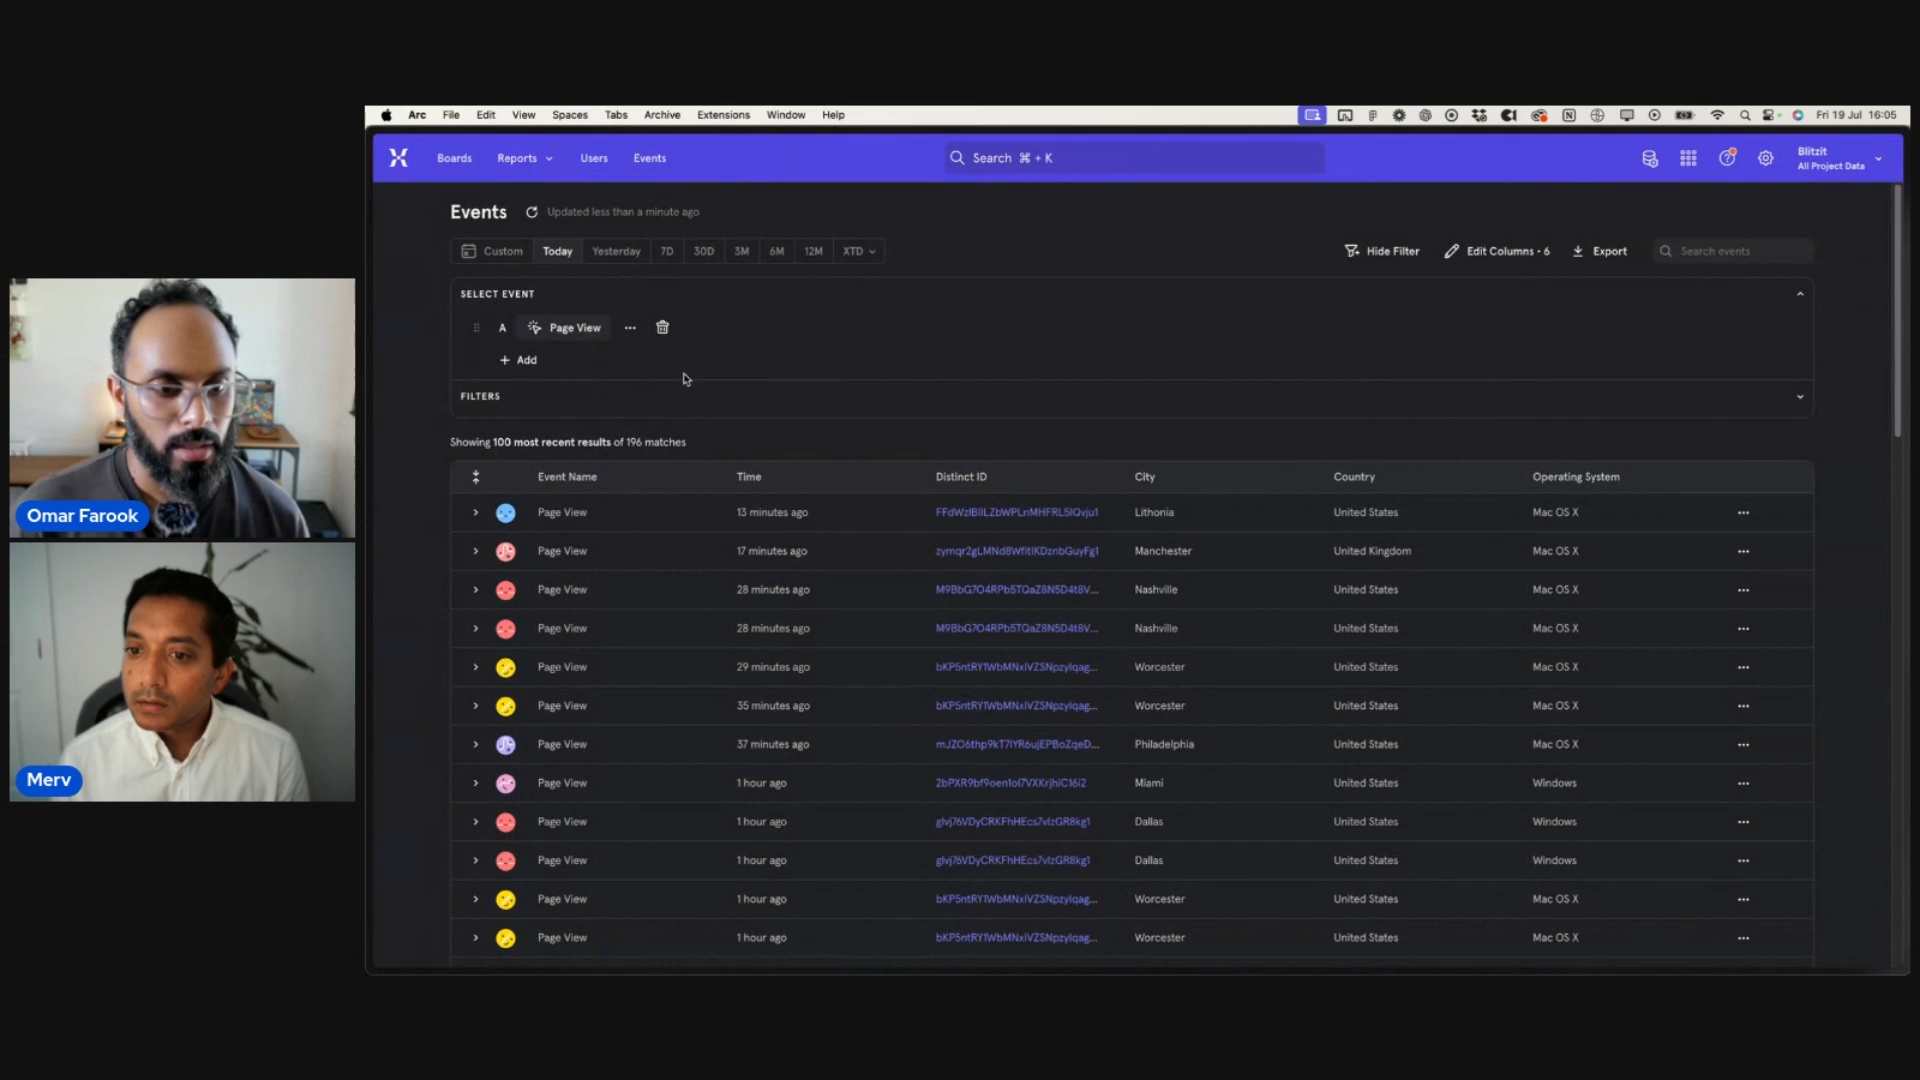 Arc File Edit View Spaces Tabs Archive Extensions Window Help Fri 19 Jul 16:05
Boards Reports Users Events Search ⌘ + K Blitzit
All Project Data
Events Updated less than a minute ago
Custom Today Yesterday 7D 30D 3M 6M 12M XTD Hide Filter Edit Columns • 6 Export Search events
SELECT EVENT
A Page View ...
+ Add
FILTERS
Showing 100 most recent results of 196 matches
Event Name Time Distinct ID City Country Operating System
Page View 13 minutes ago Lithonia United States Mac OS X ...
Page View 17 minutes ago Manchester United Kingdom Mac OS X ...
Page View 28 minutes ago M9BbG7O4RPb5TQaZ8N5D4t8V... Nashville United States Mac OS X ...
Page View 28 minutes ago M9BbG7O4RPb5TQaZ8N5D4t8V... Nashville United States Mac OS X ...
Page View 29 minutes ago Worcester United States Mac OS X ...
Page View 35 minutes ago Worcester United States Mac OS X ...
Page View 37 minutes ago Philadelphia United States Mac OS X ...
Page View 1 hour ago Miami United States Windows ...
Page View 1 hour ago Dallas United States Windows ...
Page View 1 hour ago Dallas United States Windows ...
Page View 1 hour ago Worcester United States Mac OS X ...
Page View 1 hour ago Worcester United States Mac OS X ...
Omar Farook
Merv